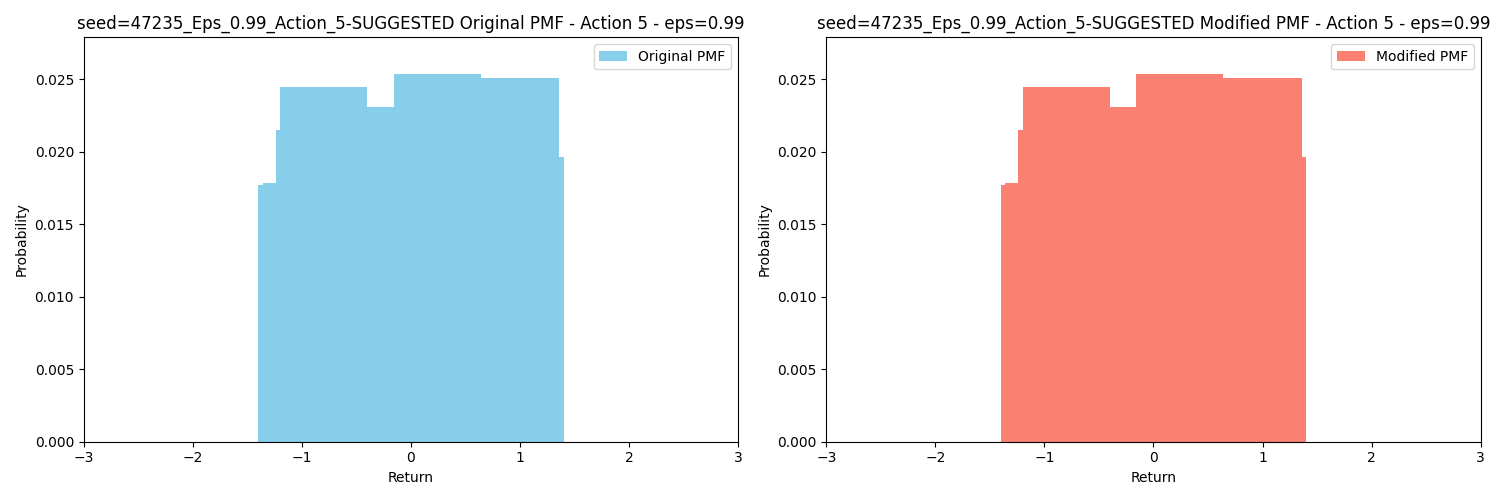 seed=47235_Eps_0.99_Action_5-SUGGESTED Original PMF - Action 5 - eps=0.99
Original PMF
Probability
0.025
0.020
0.015
0.010
0.005
0.000
−3 −2 −1 0 1 2 3
Return
seed=47235_Eps_0.99_Action_5-SUGGESTED Modified PMF - Action 5 - eps=0.99
Modified PMF
Probability
0.025
0.020
0.015
0.010
0.005
0.000
−3 −2 −1 0 1 2 3
Return